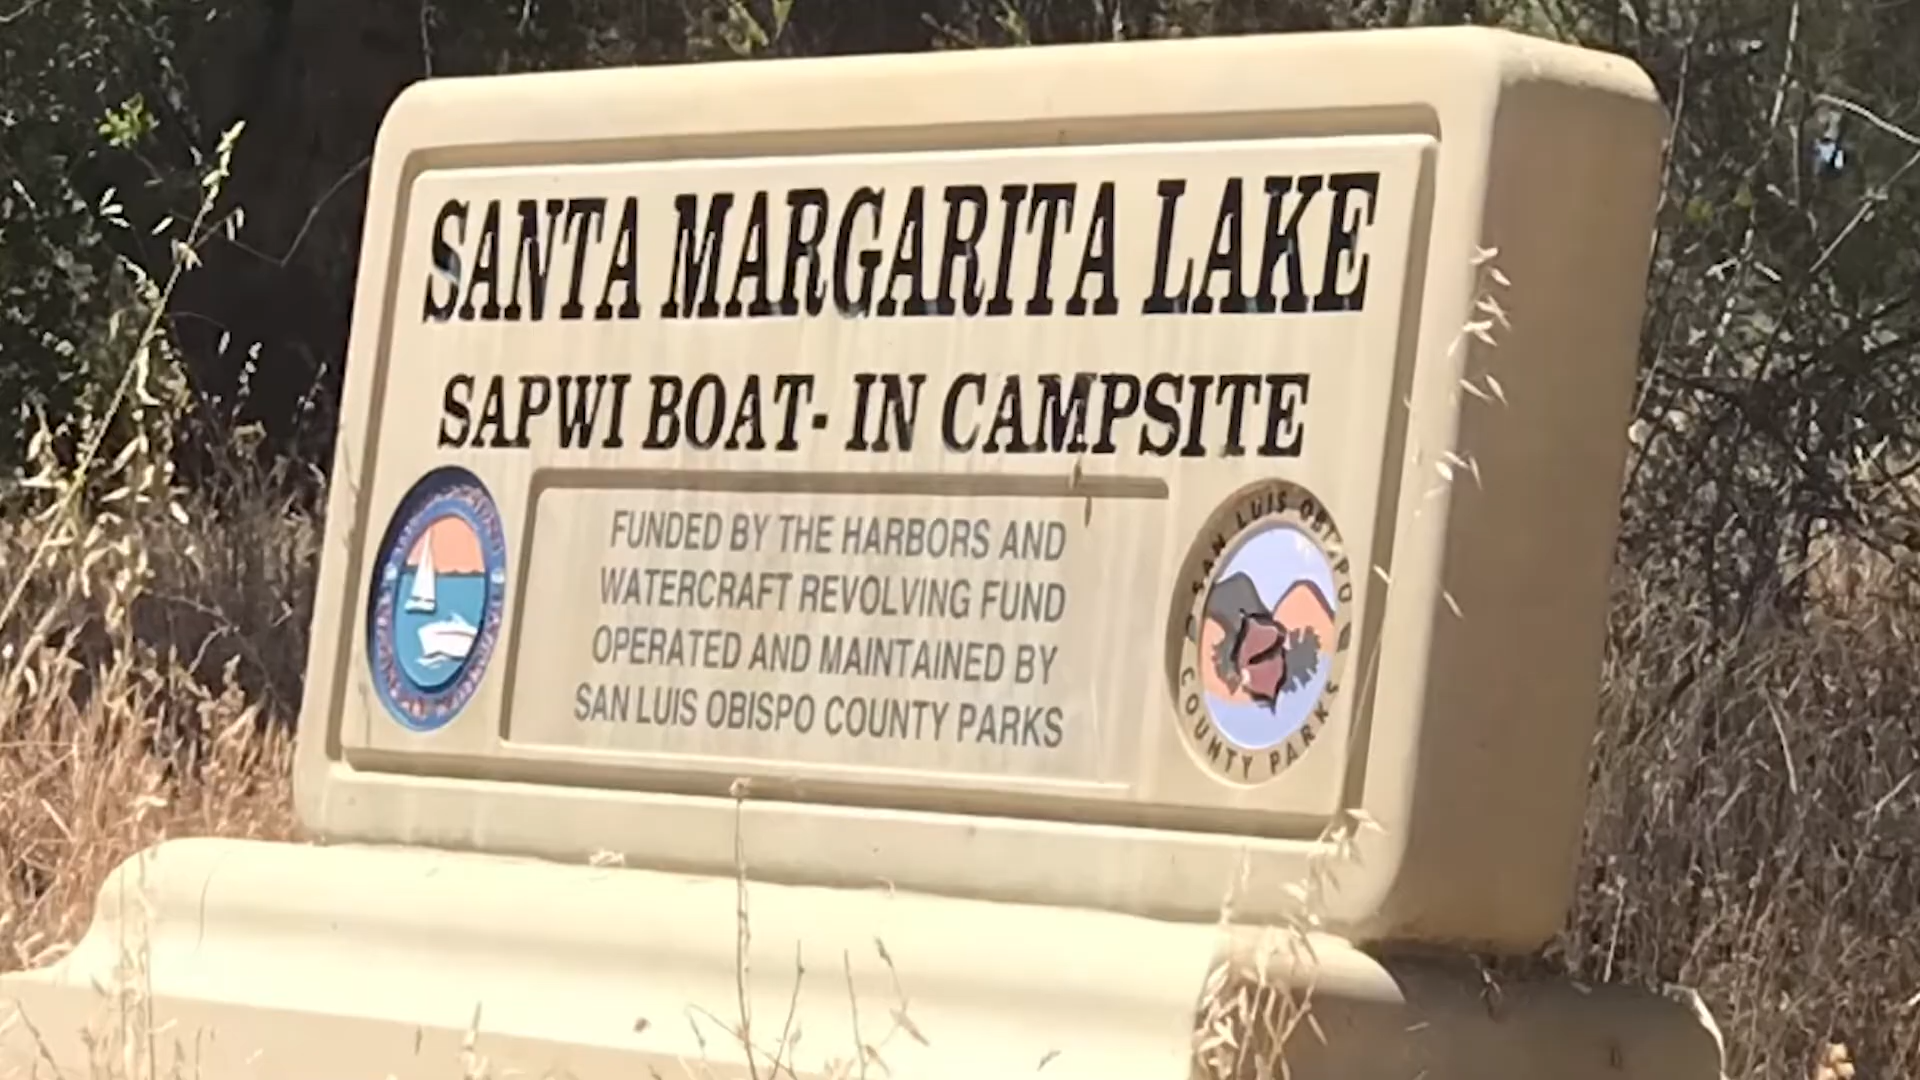 SANTA MARGARITA LAKE
SAPWI BOAT- IN CAMPSITE
FUNDED BY THE HARBORS AND
WATERCRAFT REVOLVING FUND
OPERATED AND MAINTAINED BY
SAN LUIS OBISPO COUNTY PARKS
SAN LUIS OBISPO
COUNTY PARKS